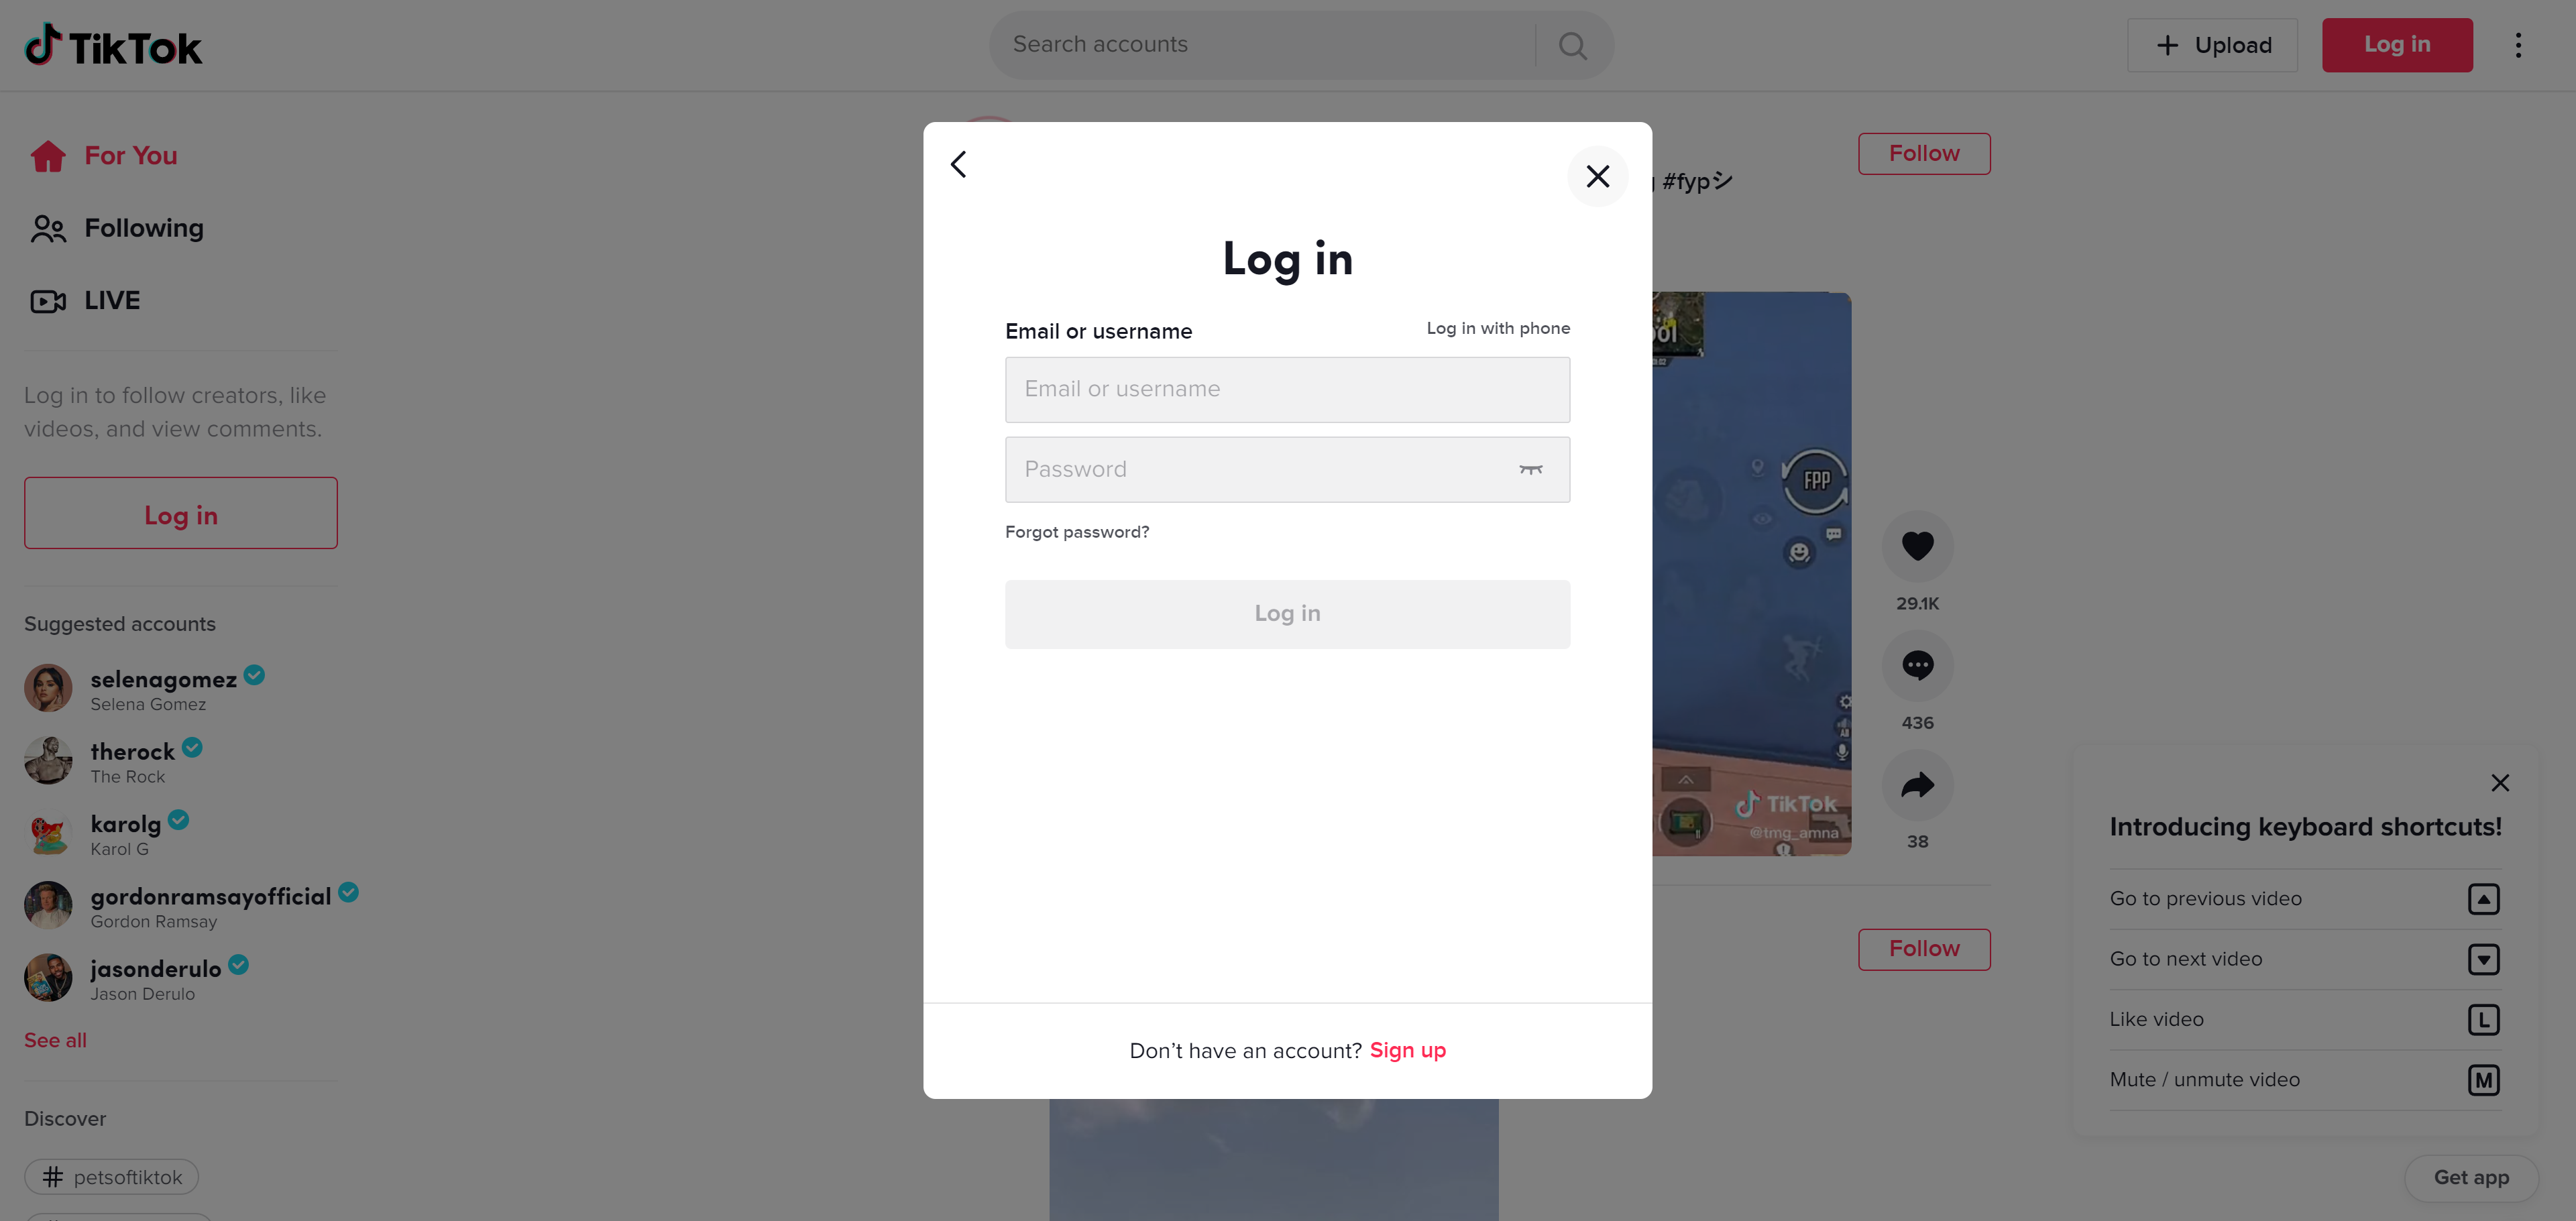 TikTok
Search accounts
Upload
Log in
For You
Following
LIVE
Log in to follow creators, like
videos, and view comments.
Log in
Suggested accounts
selenagomez
Selena Gomez
therock
The Rock
karolg
Karol G
gordonramsayofficial
Gordon Ramsay
jasonderulo
Jason Derulo
See all
Discover
# petsoftiktok
Log in
Email or username
Log in with phone
Email or username
Password
Forgot password?
Log in
Don’t have an account? Sign up
Follow
#fypシ
FPP
TikTok
@tmg_amna
29.1K
436
38
Follow
Introducing keyboard shortcuts!
Go to previous video
Go to next video
Like video L
Mute / unmute video M
Get app